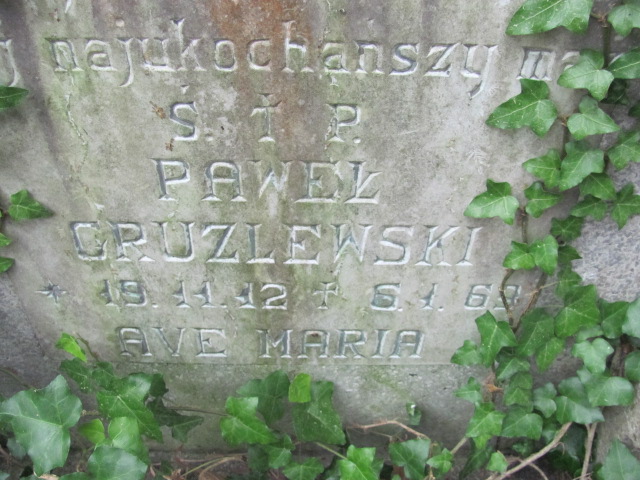 najukochanszy
Ś. † P.
PAWEŁ
GRUZLEWSKI
* 19.11.12 † 6.1.69
AVE MARIA